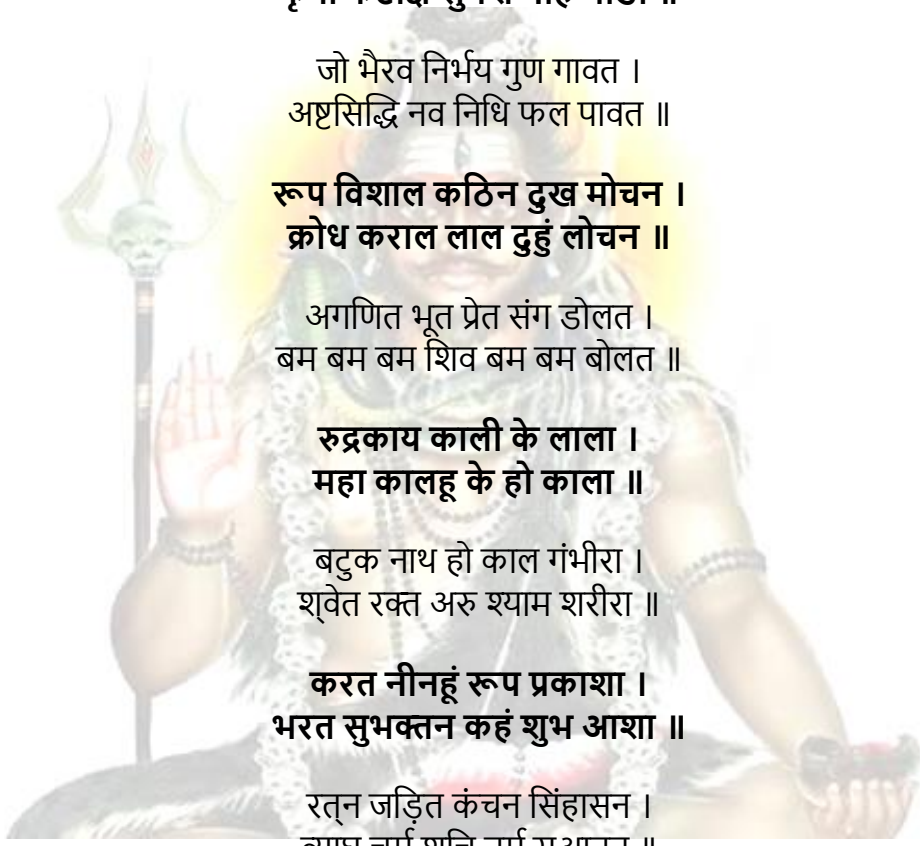 जो भैरव निर्भय गुण गावत ।
अष्टसिद्धि नव निधि फल पावत ॥
रूप विशाल कठिन दुख मोचन ।
क्रोध कराल लाल दुहुं लोचन ॥
अगणित भूत प्रेत संग डोलत ।
बम बम बम शिव बम बम बोलत ॥
रुद्रकाय काली के लाला ।
महा कालहू के हो काला ॥
बटुक नाथ हो काल गंभीरा ।
श्‍वेत रक्त अरु श्याम शरीरा ॥
करत नीनहूं रूप प्रकाशा ।
भरत सुभक्तन कहं शुभ आशा ॥
रत्‍न जड़ित कंचन सिंहासन ।